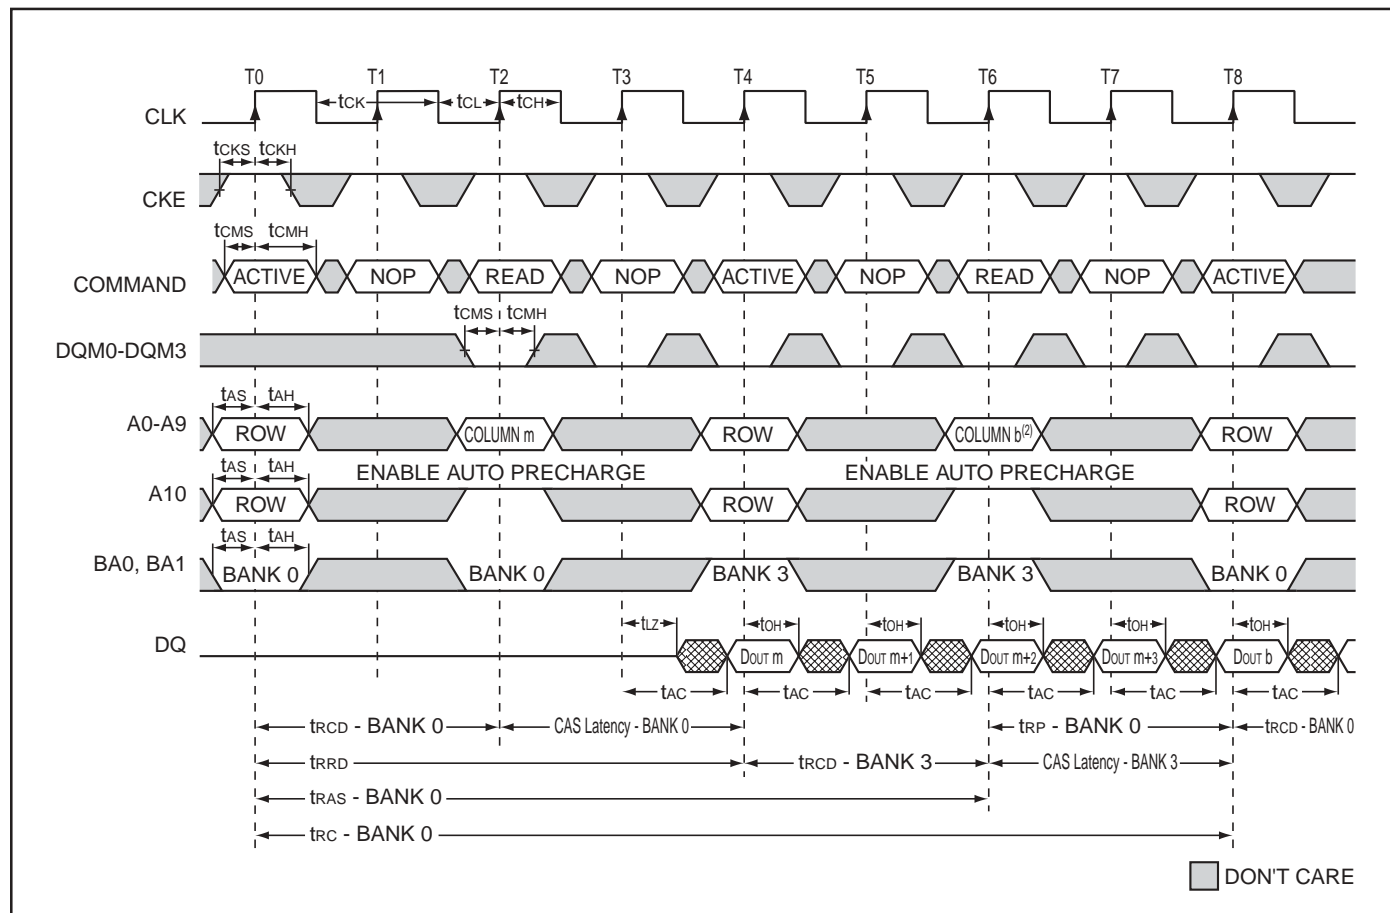 T0 T1 T2 T3 T4 T5 T6 T7 T8
tCK tCL tCH
CLK
tCKS tCKH
CKE
tCMS tCMH
COMMAND ACTIVE NOP READ NOP ACTIVE NOP READ NOP ACTIVE
tCMS tCMH
DQM0-DQM3
tAS tAH
A0-A9 ROW COLUMN m ROW COLUMN b(2) ROW
tAS tAH ENABLE AUTO PRECHARGE ENABLE AUTO PRECHARGE
A10 ROW ROW ROW
tAS tAH
BA0, BA1 BANK 0 BANK 0 BANK 3 BANK 3 BANK 0
tLZ tOH tOH tOH tOH tOH
DQ DOUT m DOUT m+1 DOUT m+2 DOUT m+3 DOUT b
tAC tAC tAC tAC tAC tAC
tRCD - BANK 0 CAS Latency - BANK 0 tRP - BANK 0 tRCD - BANK 0
tRRD tRCD - BANK 3 CAS Latency - BANK 3
tRAS - BANK 0
tRC - BANK 0
DON'T CARE